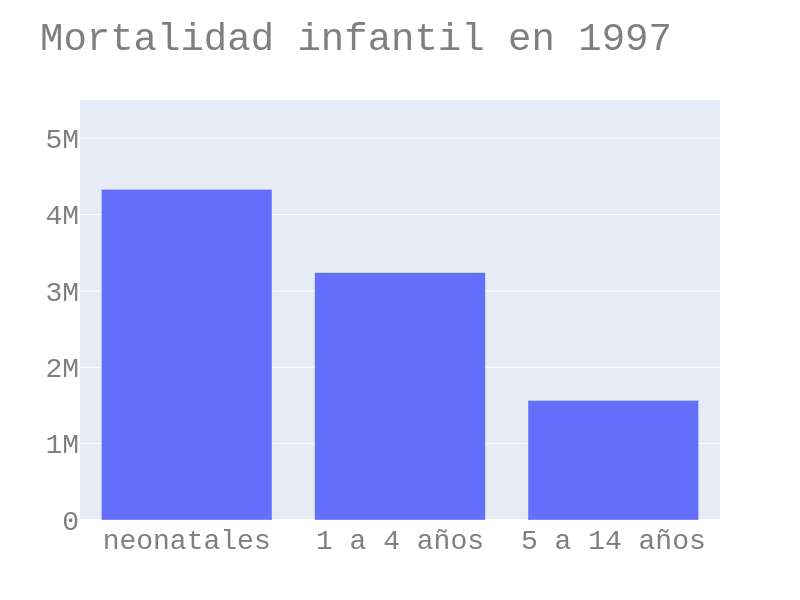 Mortalidad infantil en 1997
5M
4M
3M
2M
1M
0
neonatales 1 a 4 años 5 a 14 años